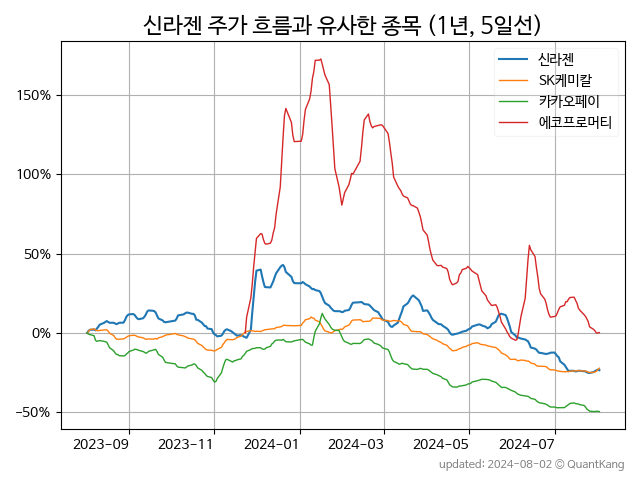 신라젠 주가 흐름과 유사한 종목 (1년, 5일선)
신라젠
SK케미칼
카카오페이
에코프로머티
150%
100%
50%
0%
−50%
2023-09 2023-11 2024-01 2024-03 2024-05 2024-07
updated: 2024-08-02 © QuantKang